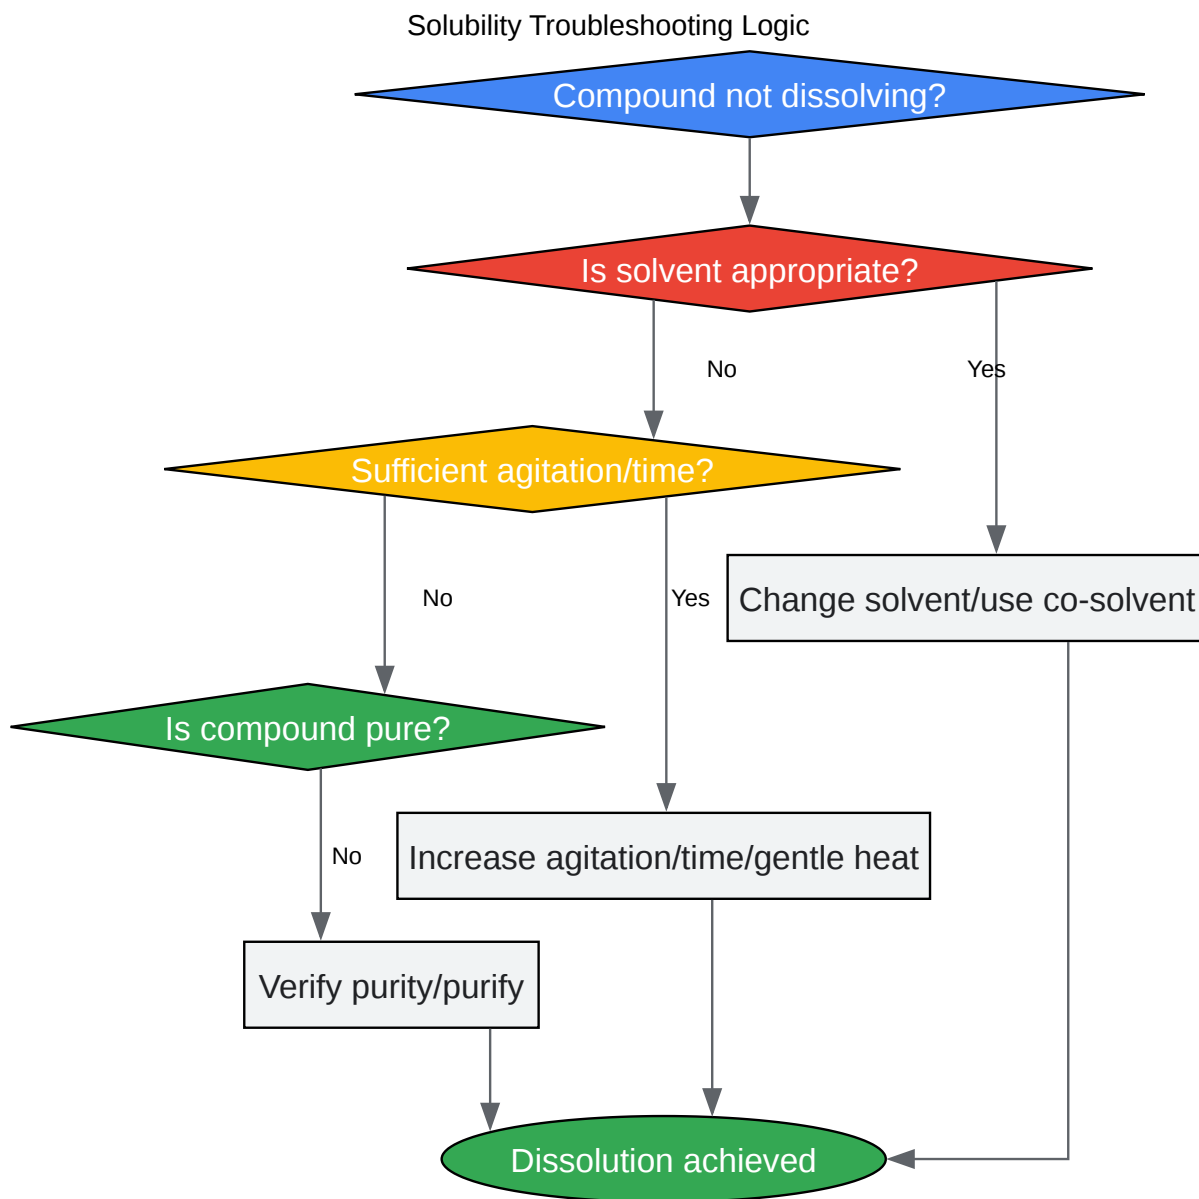 Solubility Troubleshooting Logic
Compound not dissolving?
Is solvent appropriate?
No
Yes
Sufficient agitation/time?
No
Yes
Change solvent/use co-solvent
Is compound pure?
No
Increase agitation/time/gentle heat
Verify purity/purify
Dissolution achieved